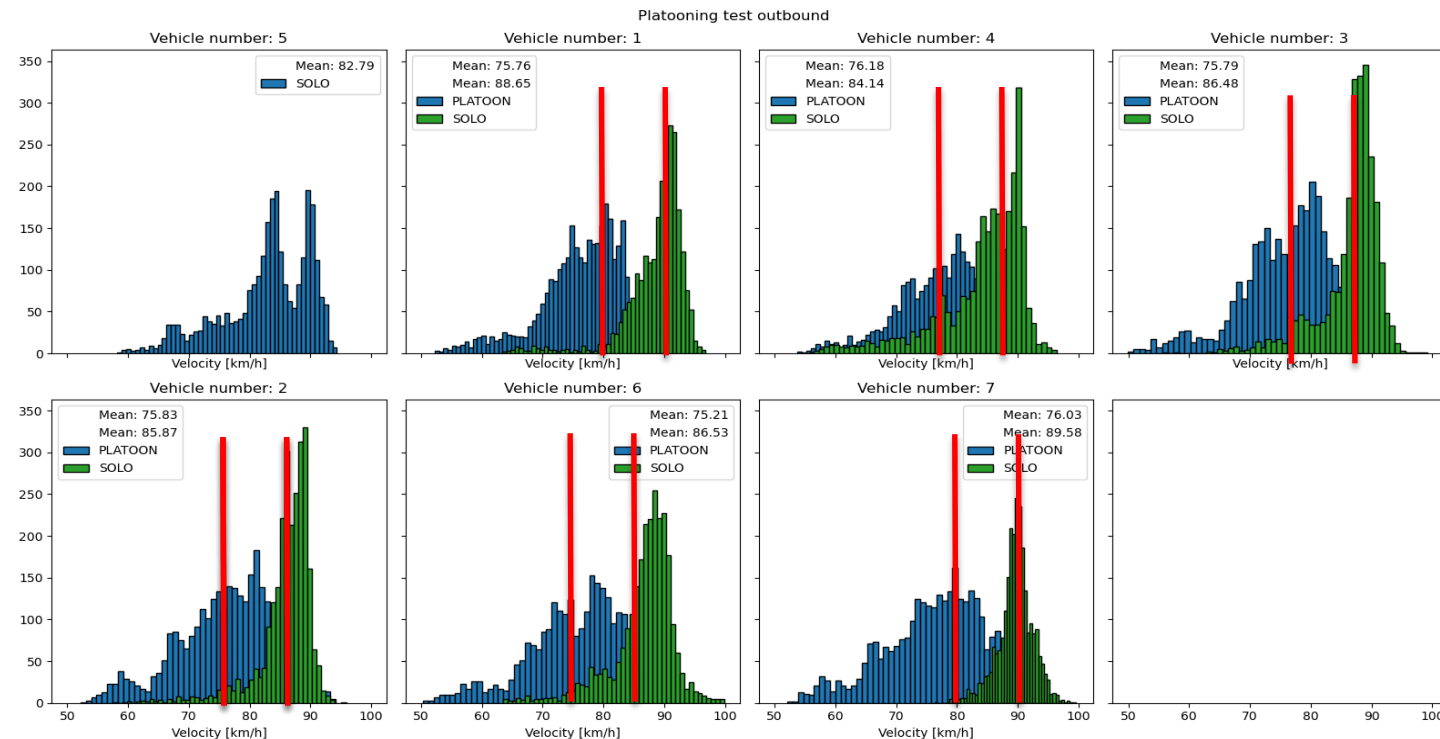 Platooning test outbound
Vehicle number: 5
Mean: 82.79
SOLO
350
300
250
200
150
100
50
0
Velocity [km/h]
Vehicle number: 1
Mean: 75.76
Mean: 88.65
PLATOON
SOLO
Velocity [km/h]
Vehicle number: 4
Mean: 76.18
Mean: 84.14
PLATOON
SOLO
Velocity [km/h]
Vehicle number: 3
Mean: 75.79
Mean: 86.48
PLATOON
SOLO
Velocity [km/h]
Vehicle number: 2
Mean: 75.83
Mean: 85.87
PLATOON
SOLO
350
300
250
200
150
100
50
0
50 60 70 80 90 100
Velocity [km/h]
Vehicle number: 6
Mean: 75.21
Mean: 86.53
PLATOON
SOLO
50 60 70 80 90 100
Velocity [km/h]
Vehicle number: 7
Mean: 76.03
Mean: 89.58
PLATOON
SOLO
50 60 70 80 90 100
Velocity [km/h]
50 60 70 80 90 100